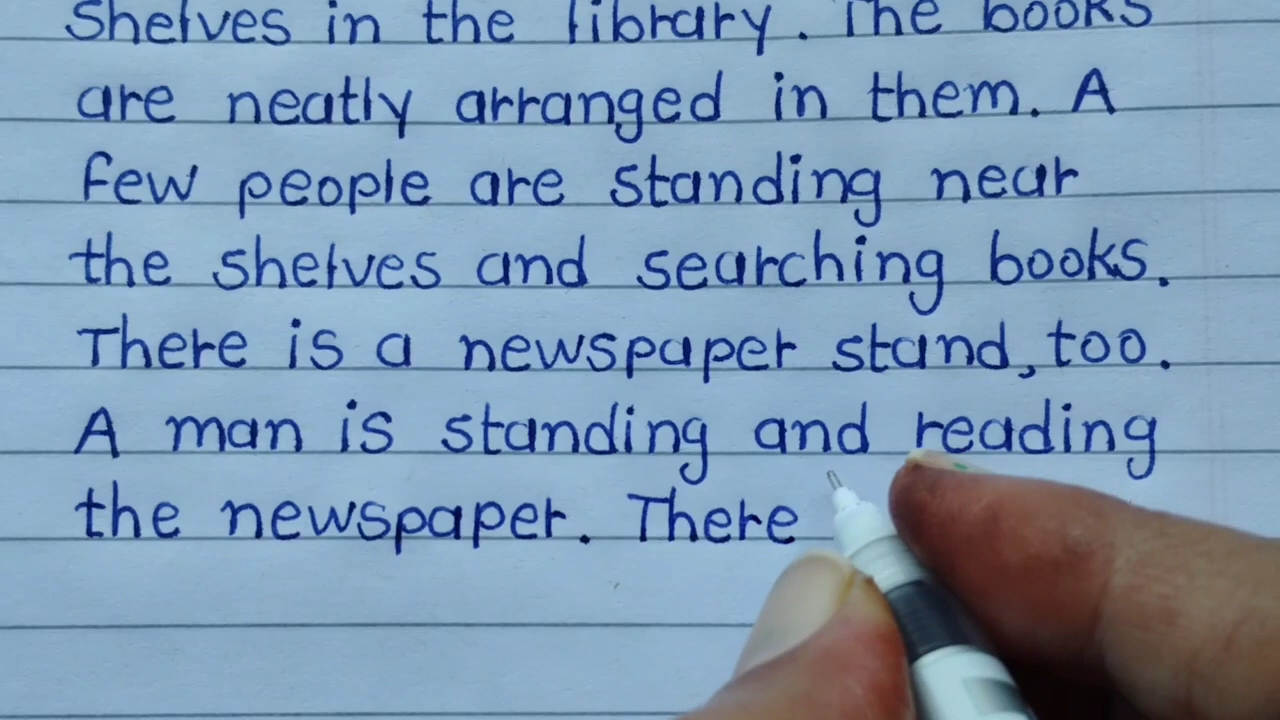 Shelves in the library. The books
are neatly arranged in them. A
few people are standing near
the shelves and searching books.
There is a newspaper stand, too.
A man is standing and reading
the newspaper. There